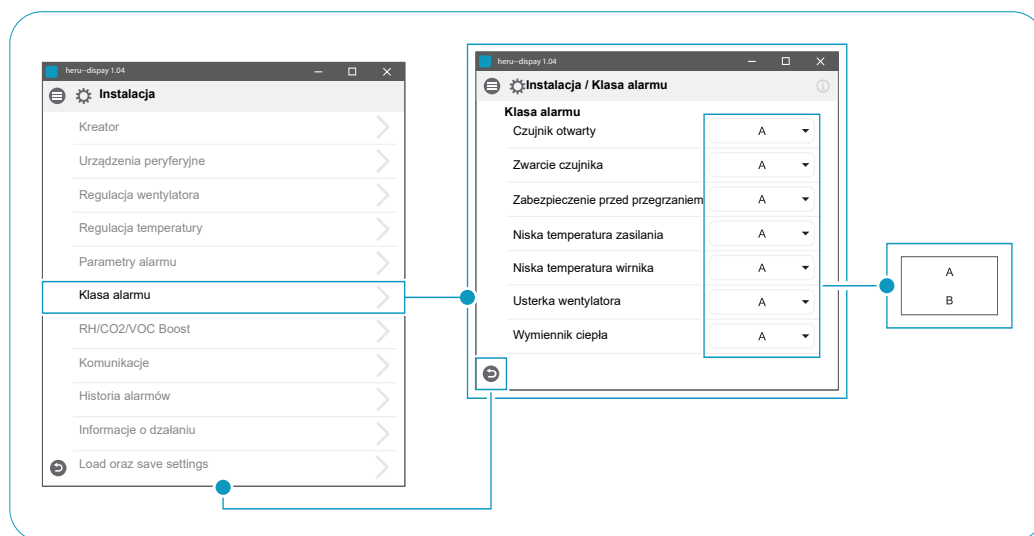 heru–dispay 1.04
Instalacja
Kreator
Urządzenia peryferyjne
Regulacja wentylatora
Regulacja temperatury
Parametry alarmu
Klasa alarmu
RH/CO2/VOC Boost
Komunikacje
Historia alarmów
Informacje o dzałaniu
Load oraz save settings
heru–dispay 1.04
Instalacja / Klasa alarmu
Klasa alarmu
Czujnik otwarty A
Zwarcie czujnika A
Zabezpieczenie przed przegrzaniem A
Niska temperatura zasilania A
Niska temperatura wirnika A
Usterka wentylatora A
Wymiennik ciepła A
A
B